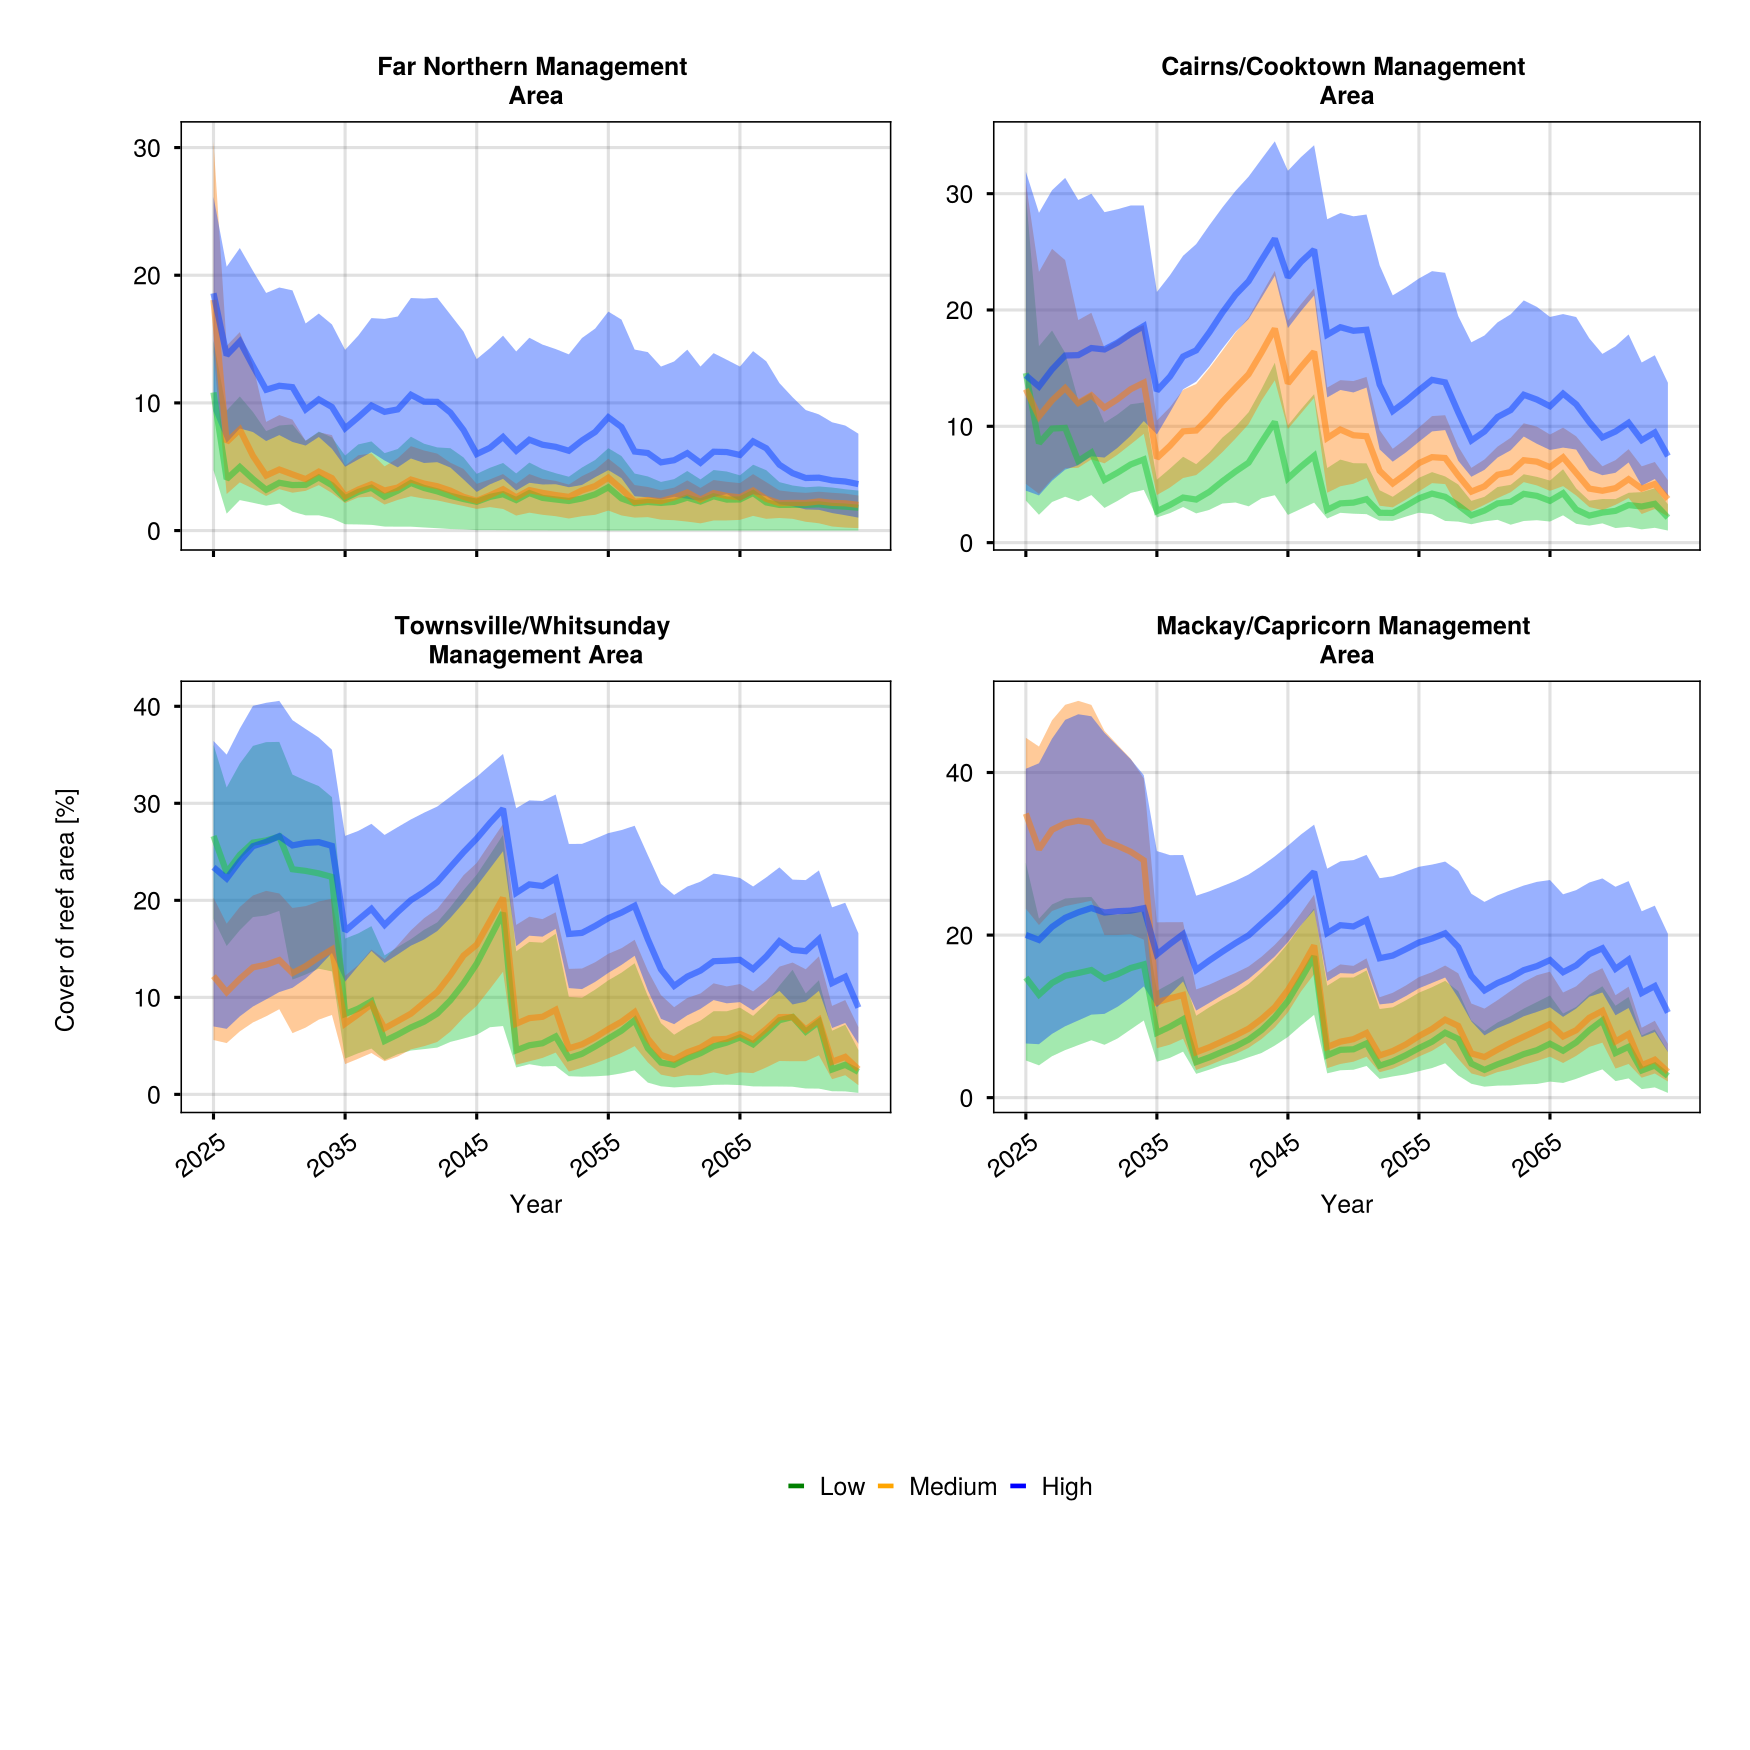 Far Northern Management
Area
Cairns/Cooktown Management
Area
30
20
10
0
30
20
10
0
Townsville/Whitsunday
Management Area
Mackay/Capricorn Management
Area
Cover of reef area [%]
40
30
20
10
0
40
20
0
2025
2035
2045
2055
2065
2025
2035
2045
2055
2065
Year
Year
Low
Medium
High